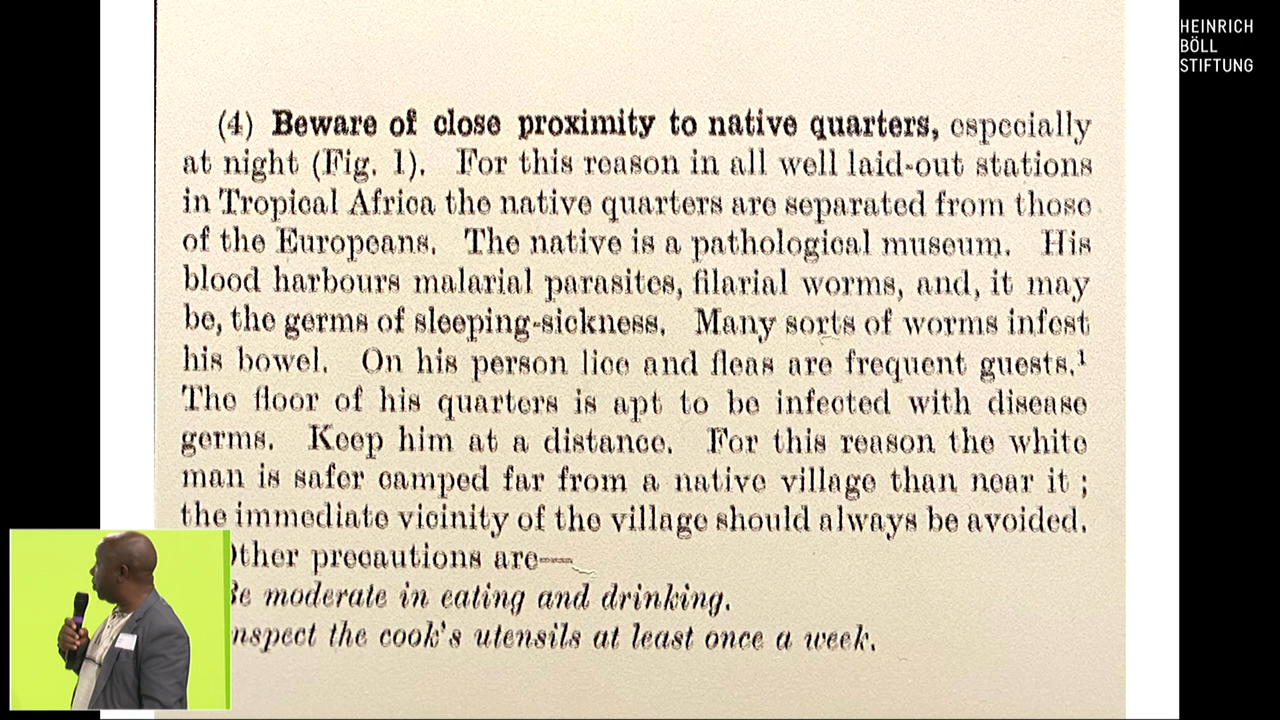 HEINRICH
BÖLL
STIFTUNG
(4) Beware of close proximity to native quarters, especially
at night (Fig. 1). For this reason in all well laid-out stations
in Tropical Africa the native quarters are separated from those
of the Europeans. The native is a pathological museum. His
blood harbours malarial parasites, filarial worms, and, it may
be, the germs of sleeping-sickness. Many sorts of worms infest
his bowel. On his person lice and fleas are frequent guests.¹
The floor of his quarters is apt to be infected with disease
germs. Keep him at a distance. For this reason the white
man is safer camped far from a native village than near it ;
the immediate vicinity of the village should always be avoided.
Other precautions are—
Be moderate in eating and drinking.
nspect the cook's utensils at least once a week.